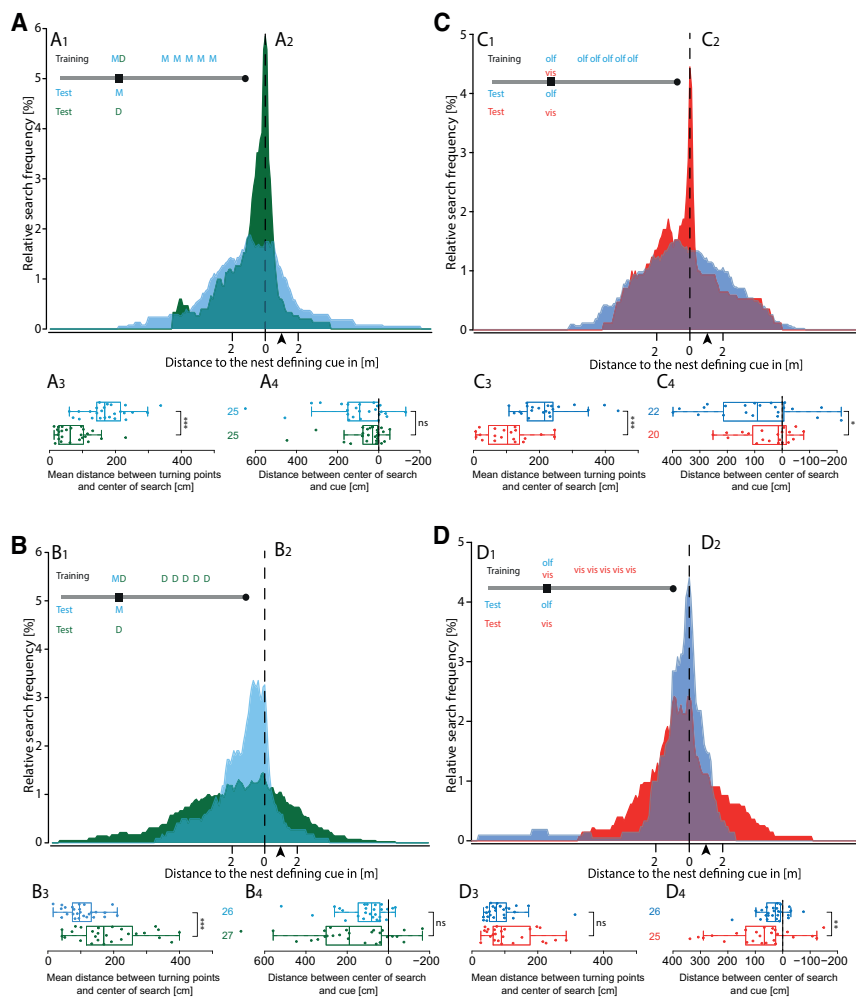 A
A1
A2
Training MD M M M M M
Test M
Test D
Relative search frequency [%]
6
5
4
3
2
1
0
2 0 2
Distance to the nest defining cue in [m]
A3
***
0 200 400
Mean distance between turning points
and center of search [cm]
A4
25
25
ns
600 400 200 0 −200
Distance between center of search
and cue [cm]
C
C1
C2
Training olf olf olf olf olf olf
vis
Test olf
Test vis
Relative search frequency [%]
5
4
3
2
1
0
2 0 2
Distance to the nest defining cue in [m]
C3
***
0 200 400
Mean distance between turning points
and center of search [cm]
C4
22
20
*
400 300 200 100 0 −100−200
Distance between center of search
and cue [cm]
B
B1
B2
Training MD D D D D D
Test M
Test D
Relative search frequency [%]
6
5
4
3
2
1
0
2 0 2
Distance to the nest defining cue in [m]
B3
***
0 200 400
Mean distance between turning points
and center of search [cm]
B4
26
27
ns
600 400 200 0 −200
Distance between center of search
and cue [cm]
D
D1
D2
olf
Training vis vis vis vis vis vis
Test olf
Test vis
Relative search frequency [%]
5
4
3
2
1
0
2 0 2
Distance to the nest defining cue in [m]
D3
ns
0 200 400
Mean distance between turning points
and center of search [cm]
D4
26
25
**
400 300 200 100 0 −100−200
Distance between center of search
and cue [cm]